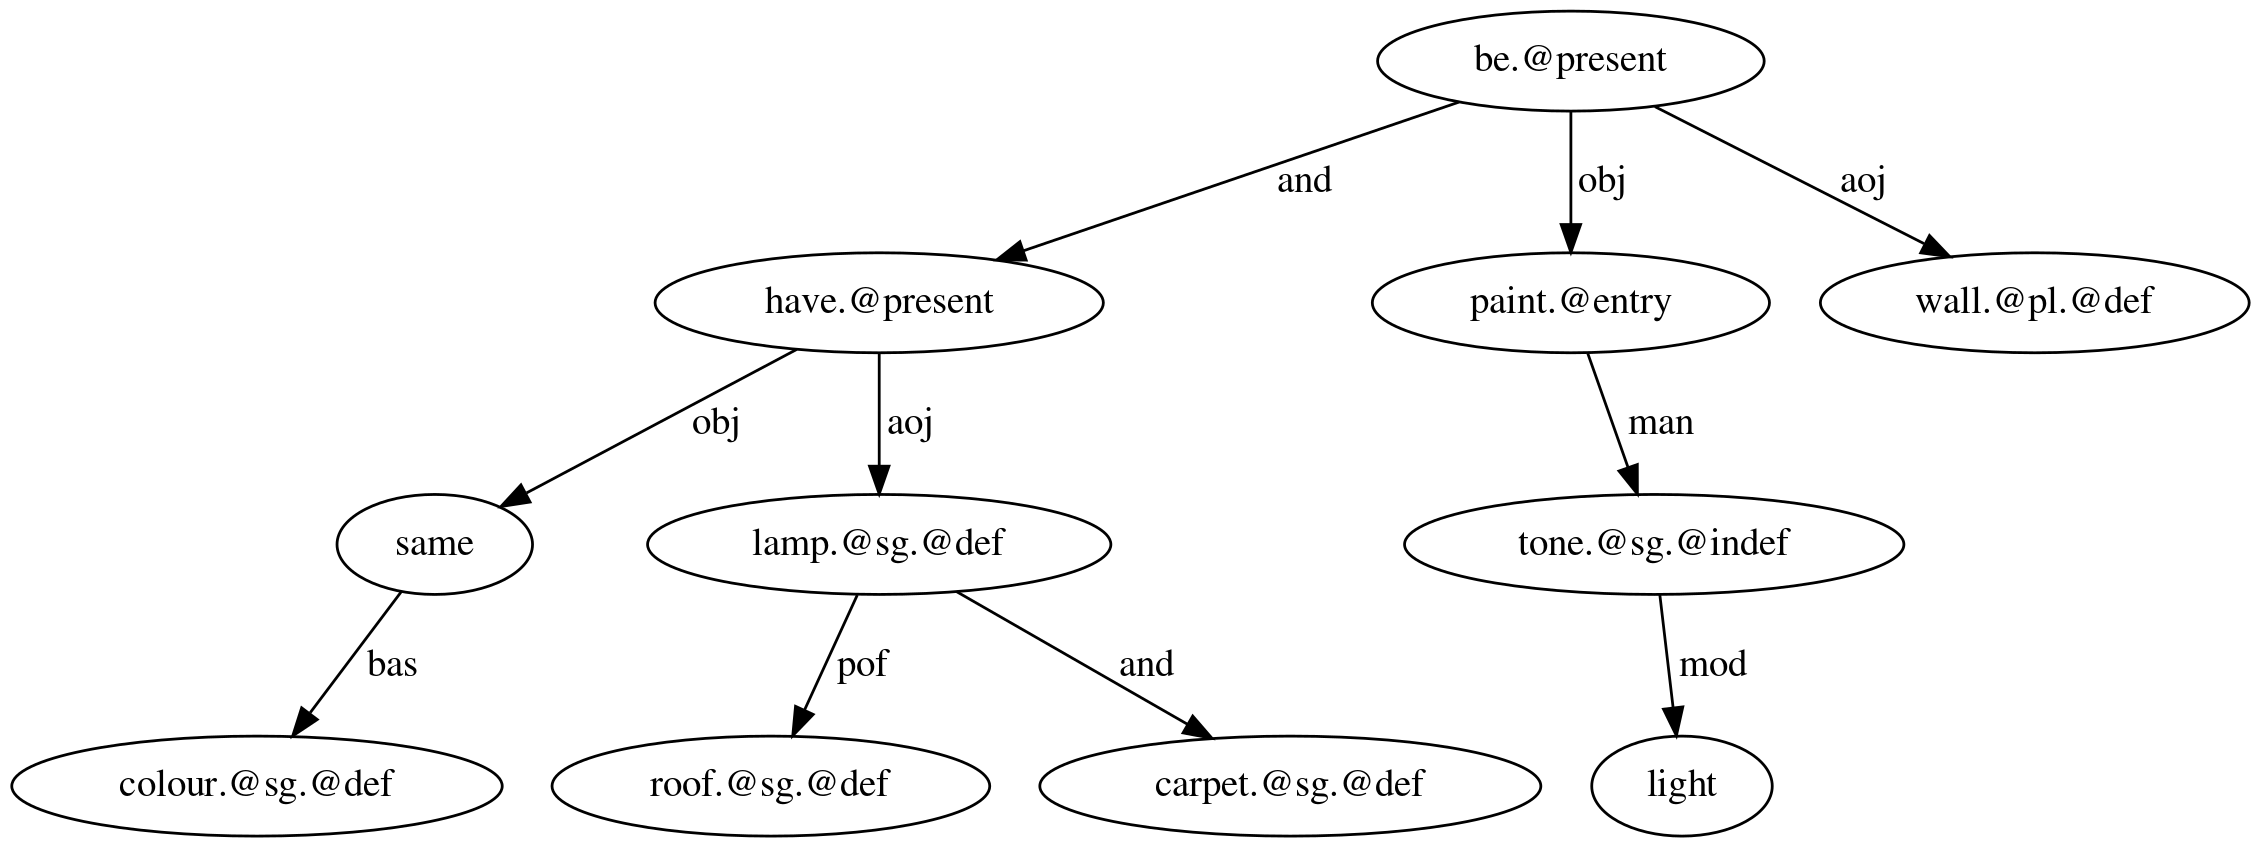 be.@present
and
obj
aoj
have.@present
paint.@entry
wall.@pl.@def
obj
aoj
man
same
lamp.@sg.@def
tone.@sg.@indef
bas
pof
and
mod
colour.@sg.@def
roof.@sg.@def
carpet.@sg.@def
light